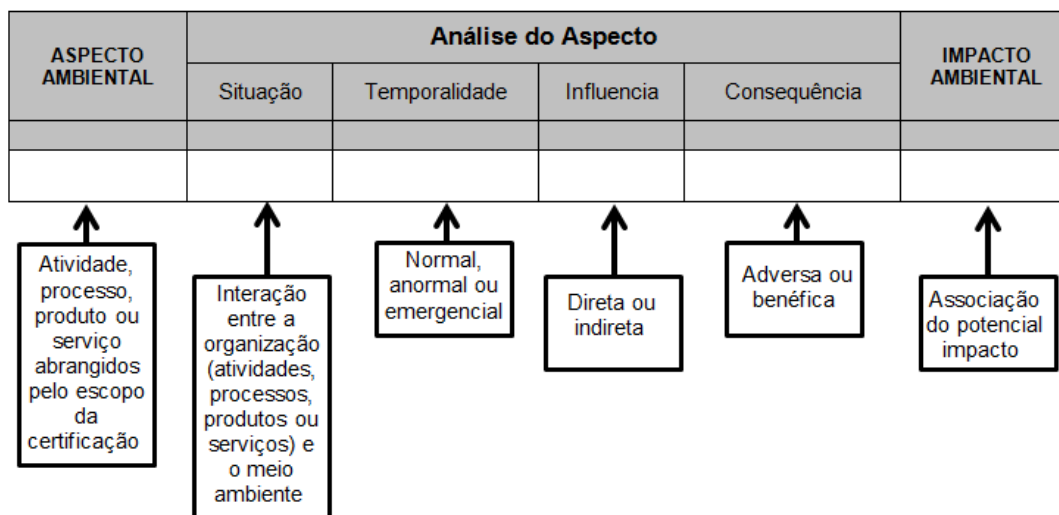 ASPECTO
AMBIENTAL
Análise do Aspecto
IMPACTO
AMBIENTAL
Situação
Temporalidade
Influencia
Consequência
Atividade,
processo,
produto ou
serviço
abrangidos
pelo escopo
da
certificação
Interação
entre a
organização
(atividades,
processos,
produtos ou
serviços) e
o meio
ambiente
Normal,
anormal ou
emergencial
Direta ou
indireta
Adversa ou
benéfica
Associação
do potencial
impacto